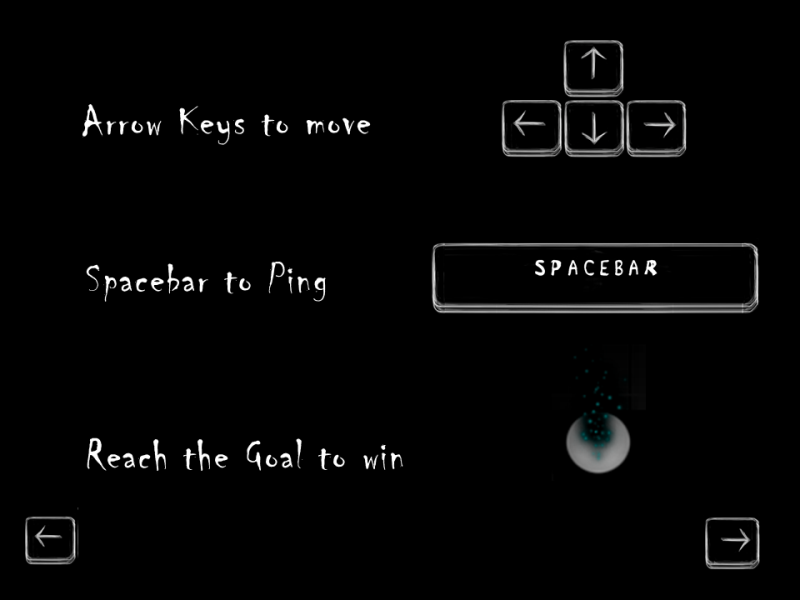 Arrow Keys to move
Spacebar to Ping
SPACEBAR
Reach the Goal to win